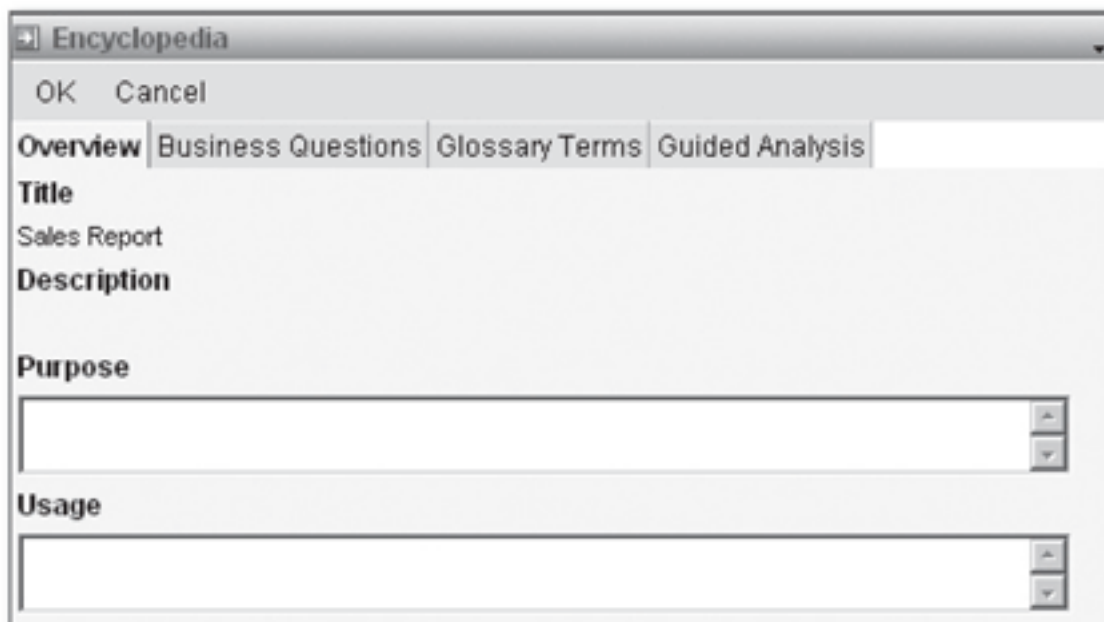 Encyclopedia
OK Cancel
Overview Business Questions Glossary Terms Guided Analysis
Title
Sales Report
Description
Purpose
Usage